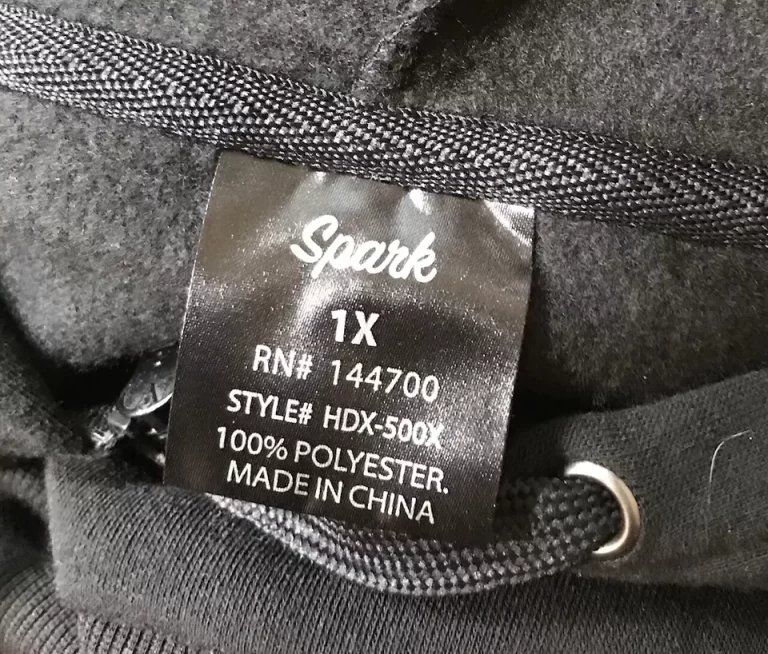 Spark
1X
RN# 144700
STYLE# HDX-500X
100% POLYESTER.
MADE IN CHINA